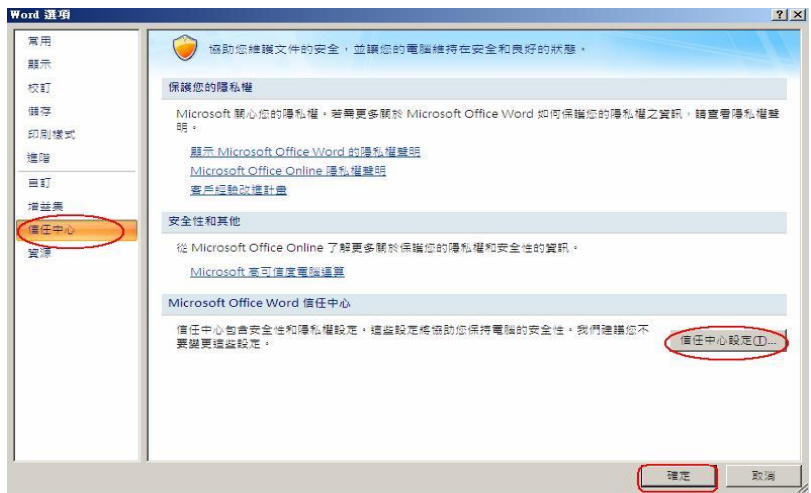 Word 選項
常用
顯示
校訂
儲存
印刷樣式
進階
自訂
增益集
信任中心
資源
協助您維護文件的安全，並讓您的電腦維持在安全和良好的狀態。
保護您的隱私權
Microsoft 關心您的隱私權。若需更多關於 Microsoft Office Word 如何保護您的隱私權之資訊，請查看隱私權聲
明。
顯示 Microsoft Office Word 的隱私權聲明
Microsoft Office Online 隱私權聲明
客戶經驗改進計畫
安全性和其他
從 Microsoft Office Online 了解更多關於保護您的隱私權和安全性的資訊。
Microsoft 高可信度電腦運算
Microsoft Office Word 信任中心
信任中心包含安全性和隱私權設定。這些設定將協助您保持電腦的安全性。我們建議您不
要變更這些設定。
信任中心設定(T)...
確定
取消